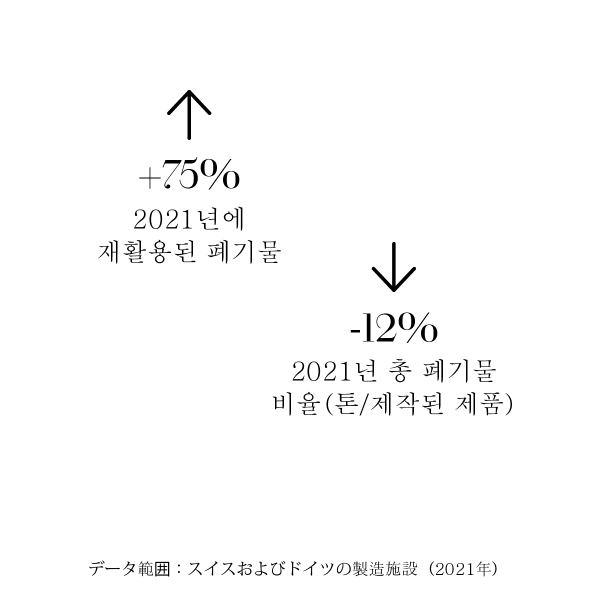 +75%
2021년에
재활용된 폐기물
-12%
2021년 총 폐기물
비율(톤/제작된 제품)
データ範囲：スイスおよびドイツの製造施設（2021年）